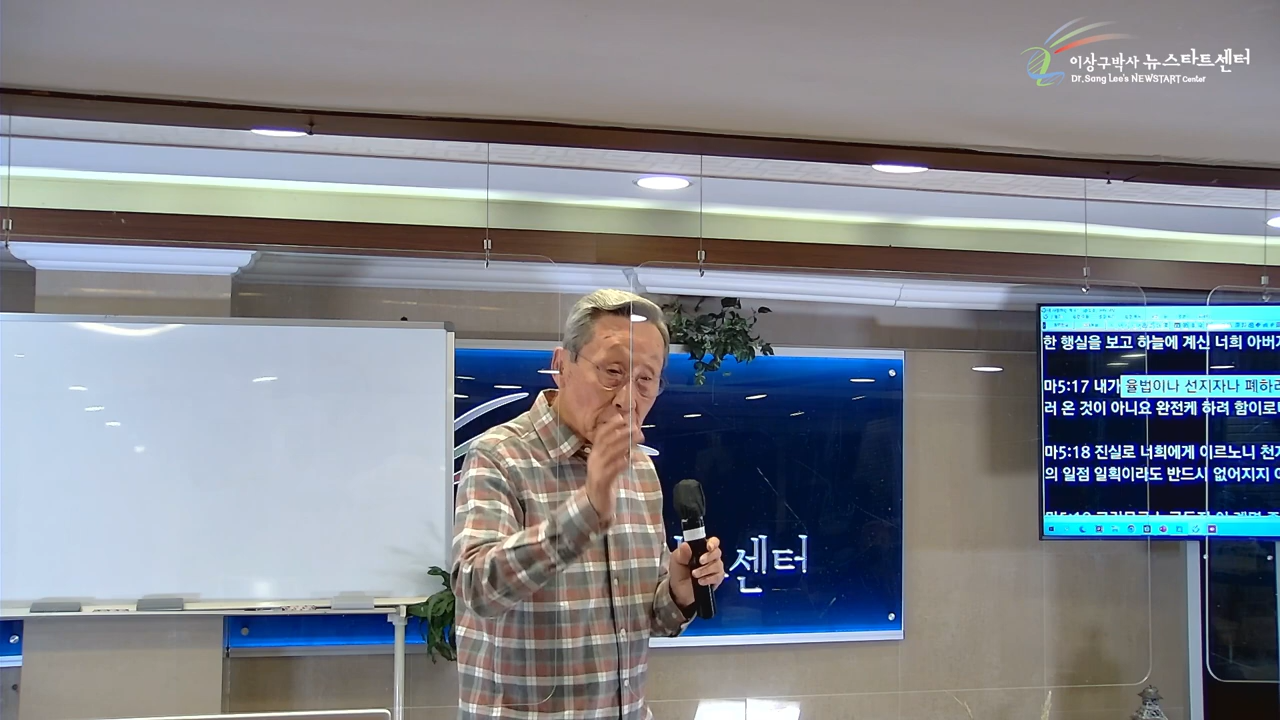 이상구박사 뉴스타트센터
Dr. Sang Lee's NEWSTART Center
한 행실을 보고 하늘에 계신 너희 아버지
마5:17 내가 율법이나 선지자나 폐하러
러 온 것이 아니요 완전케 하려 함이로
마5:18 진실로 너희에게 이르노니 천지
의 일점 일획이라도 반드시 없어지지
센터